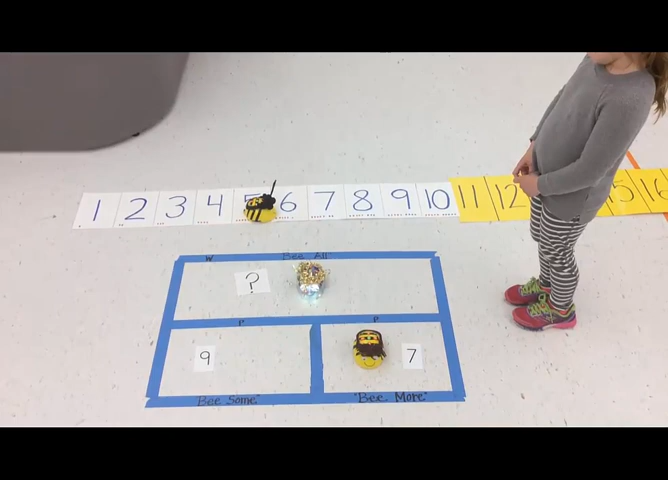 1 2 3 4 5 6 7 8 9 10 11 12 15 16
W Bee All
?
P P
9 7
"Bee Some" "Bee More"